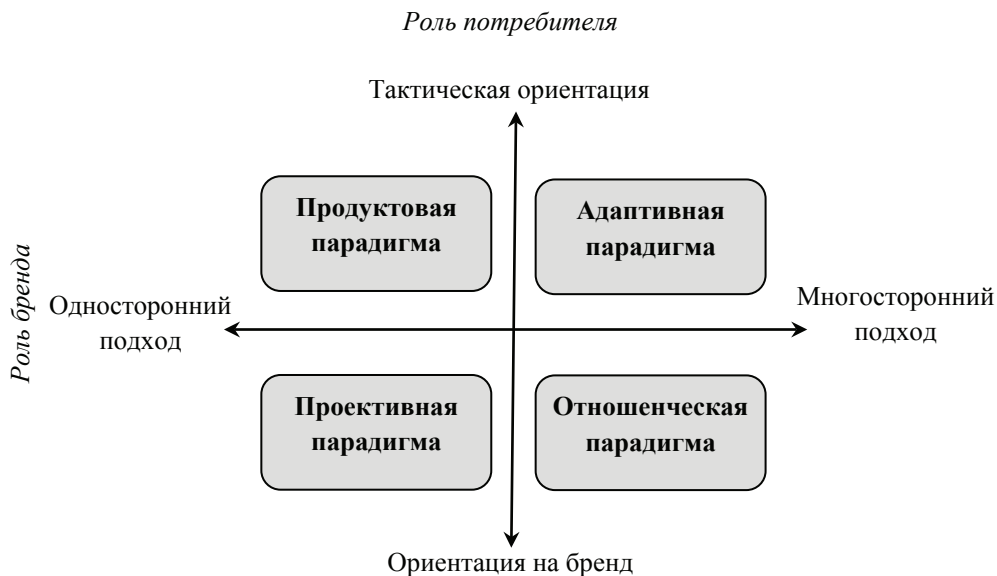 Роль потребителя
Тактическая ориентация
Продуктовая
парадигма
Адаптивная
парадигма
Роль бренда
Односторонний
подход
Многосторонний
подход
Проективная
парадигма
Отношенческая
парадигма
Ориентация на бренд